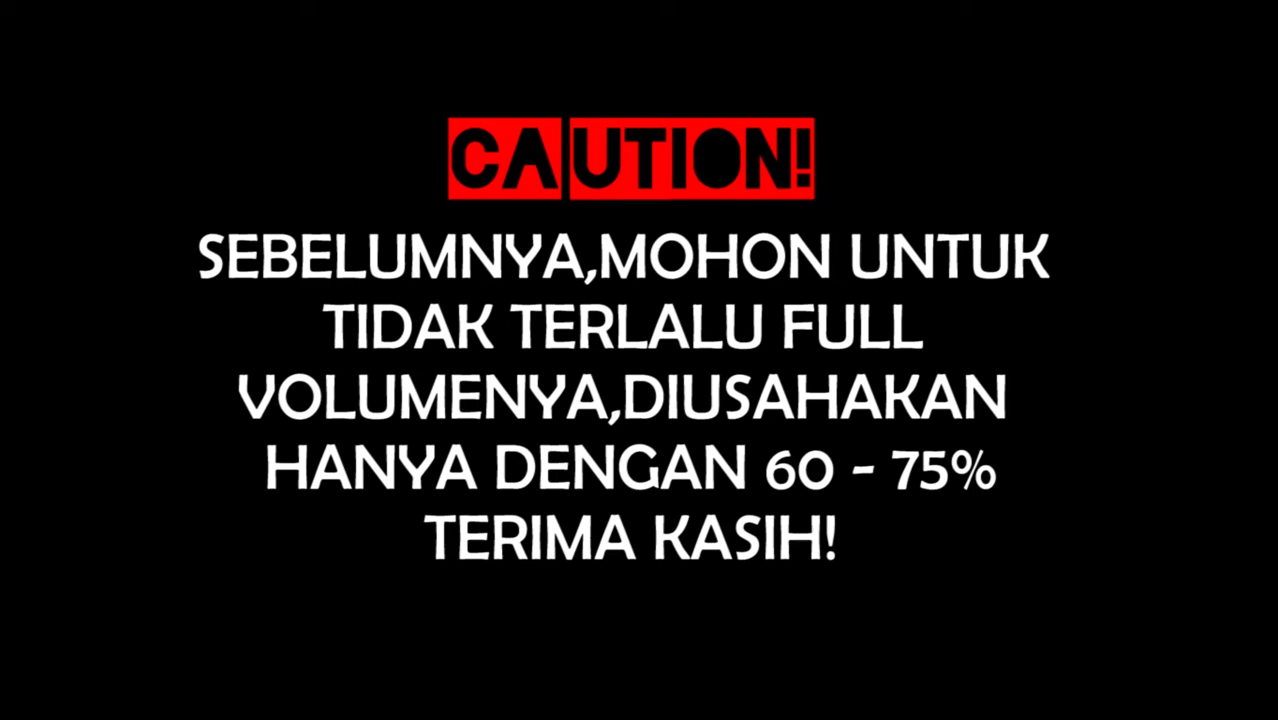 CAUTION!
SEBELUMNYA,MOHON UNTUK
TIDAK TERLALU FULL
VOLUMENYA,DIUSAHAKAN
HANYA DENGAN 60 - 75%
TERIMA KASIH!